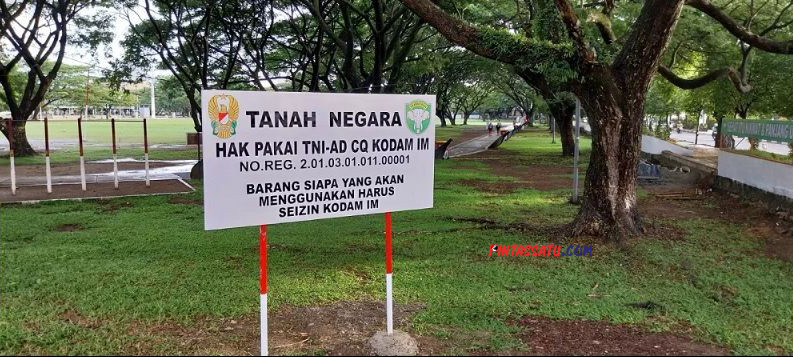 TANAH NEGARA
HAK PAKAI TNI-AD CQ KODAM IM
NO.REG. 2.01.03.01.011.00001
BARANG SIAPA YANG AKAN
MENGGUNAKAN HARUS
SEIZIN KODAM IM
FAKTASSATU.COM